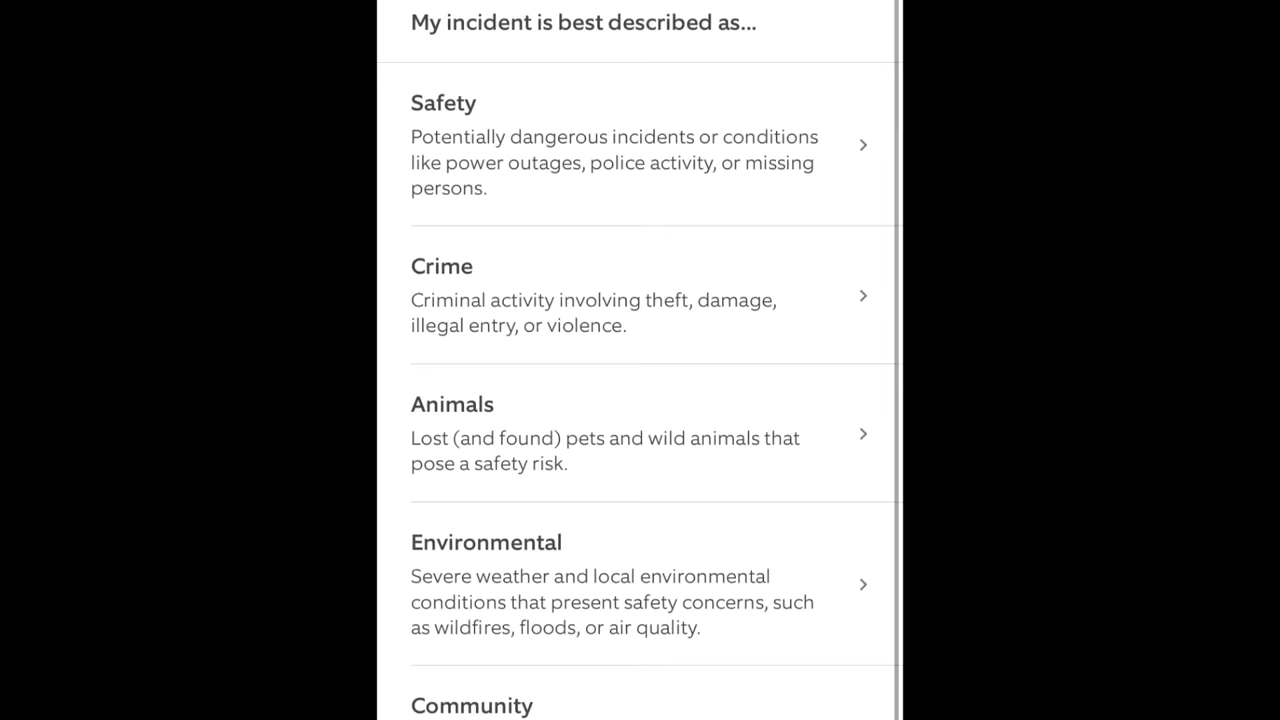 My incident is best described as...
Safety
Potentially dangerous incidents or conditions
like power outages, police activity, or missing
persons.
Crime
Criminal activity involving theft, damage,
illegal entry, or violence.
Animals
Lost (and found) pets and wild animals that
pose a safety risk.
Environmental
Severe weather and local environmental
conditions that present safety concerns, such
as wildfires, floods, or air quality.
Community